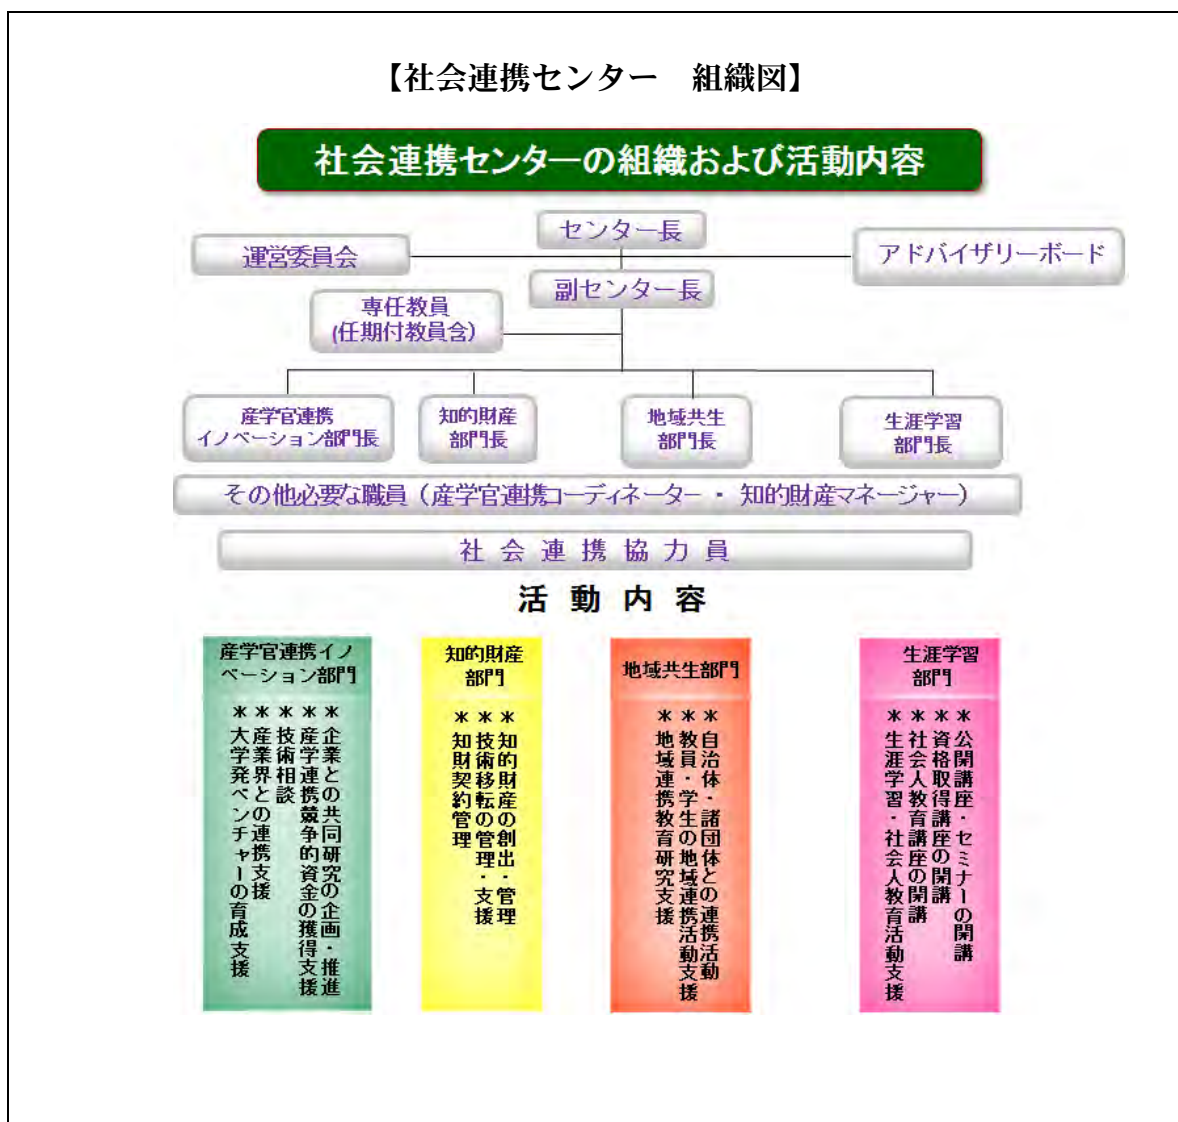 【社会連携センター　組織図】
社会連携センターの組織および活動内容
センター長
運営委員会
アドバイザリーボード
副センター長
専任教員
(任期付教員含)
産学官連携
イノベーション部門長
知的財産
部門長
地域共生
部門長
生涯学習
部門長
その他必要な職員（産学官連携コーディネーター・知的財産マネージャー）
社会連携協力員
活動内容
産学官連携イノ
ベーション部門
＊企業との共同研究の企画・推進
＊産学連携競争的資金の獲得支援
＊技術相談
＊産業界との連携支援
＊大学発ベンチャーの育成支援
知的財産
部門
＊知的財産の創出・管理
＊技術移転の管理・支援
＊知財契約管理
地域共生部門
＊自治体・諸団体との連携活動
＊教員・学生の地域連携活動支援
＊地域連携教育研究支援
生涯学習
部門
＊公開講座・セミナーの開講
＊資格取得講座の開講
＊社会人教育講座の開講
＊生涯学習・社会人教育活動支援